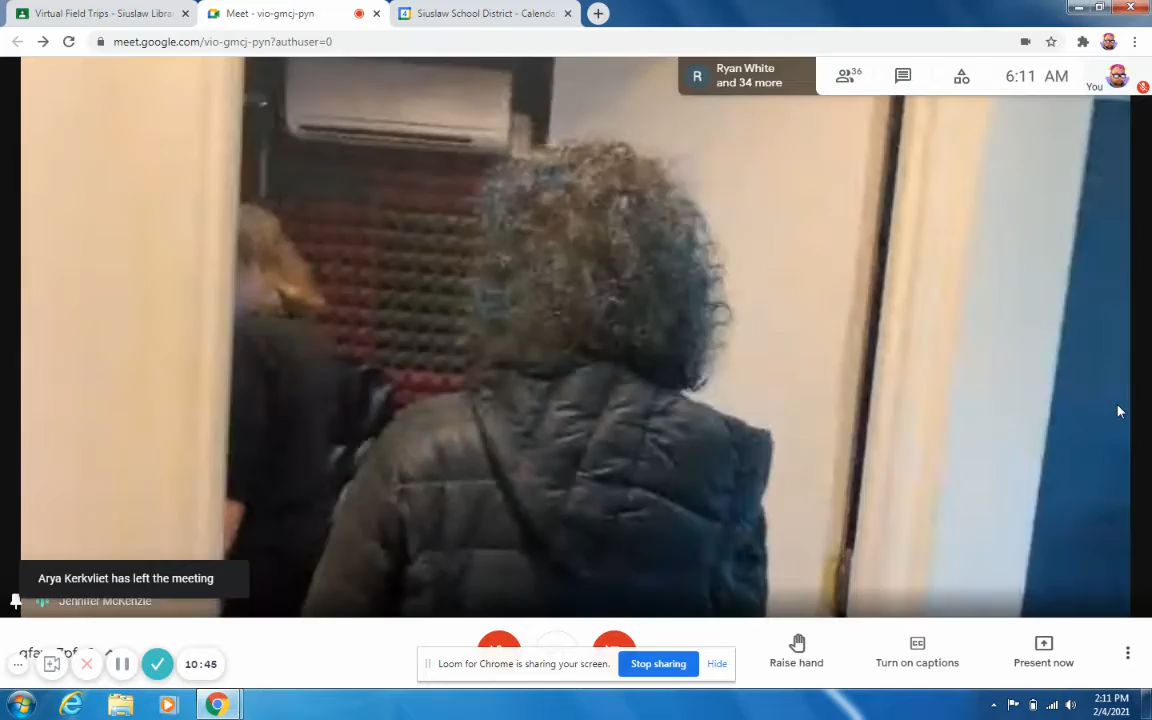 Virtual Field Trips - Siuslaw Libra
Meet - vio-gmcj-pyn
Siuslaw School District - Calenda
meet.google.com/vio-gmcj-pyn?authuser=0
R
Ryan White
and 34 more
36
6:11 AM
You
Arya Kerkvliet has left the meeting
Jennifer McKenzie
10:45
Loom for Chrome is sharing your screen.
Stop sharing
Hide
Raise hand
Turn on captions
Present now
2:11 PM
2/4/2021